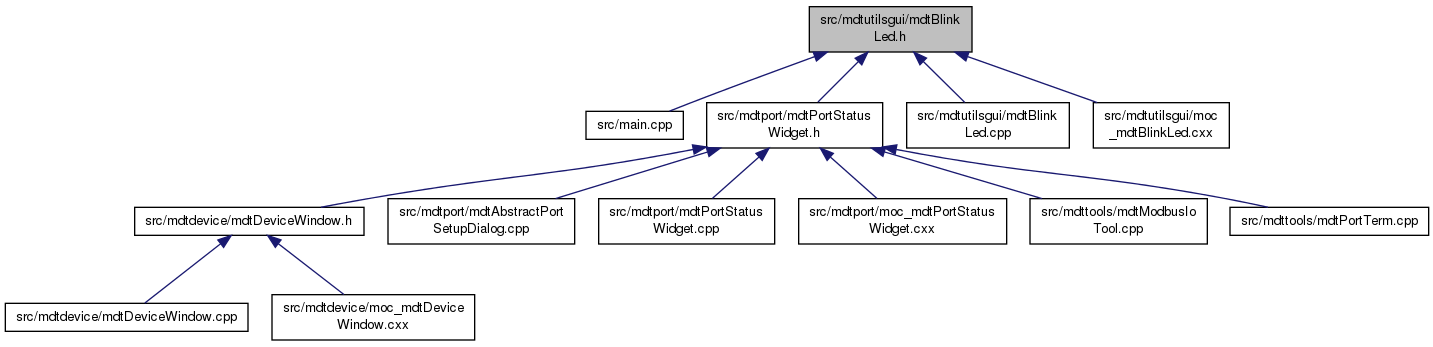 src/mdtutilsgui/mdtBlink
Led.h
src/main.cpp
src/mdtport/mdtPortStatus
Widget.h
src/mdtutilsgui/mdtBlink
Led.cpp
src/mdtutilsgui/moc
_mdtBlinkLed.cxx
src/mdtdevice/mdtDeviceWindow.h
src/mdtport/mdtAbstractPort
SetupDialog.cpp
src/mdtport/mdtPortStatus
Widget.cpp
src/mdtport/moc_mdtPortStatus
Widget.cxx
src/mdttools/mdtModbusIo
Tool.cpp
src/mdttools/mdtPortTerm.cpp
src/mdtdevice/mdtDeviceWindow.cpp
src/mdtdevice/moc_mdtDevice
Window.cxx